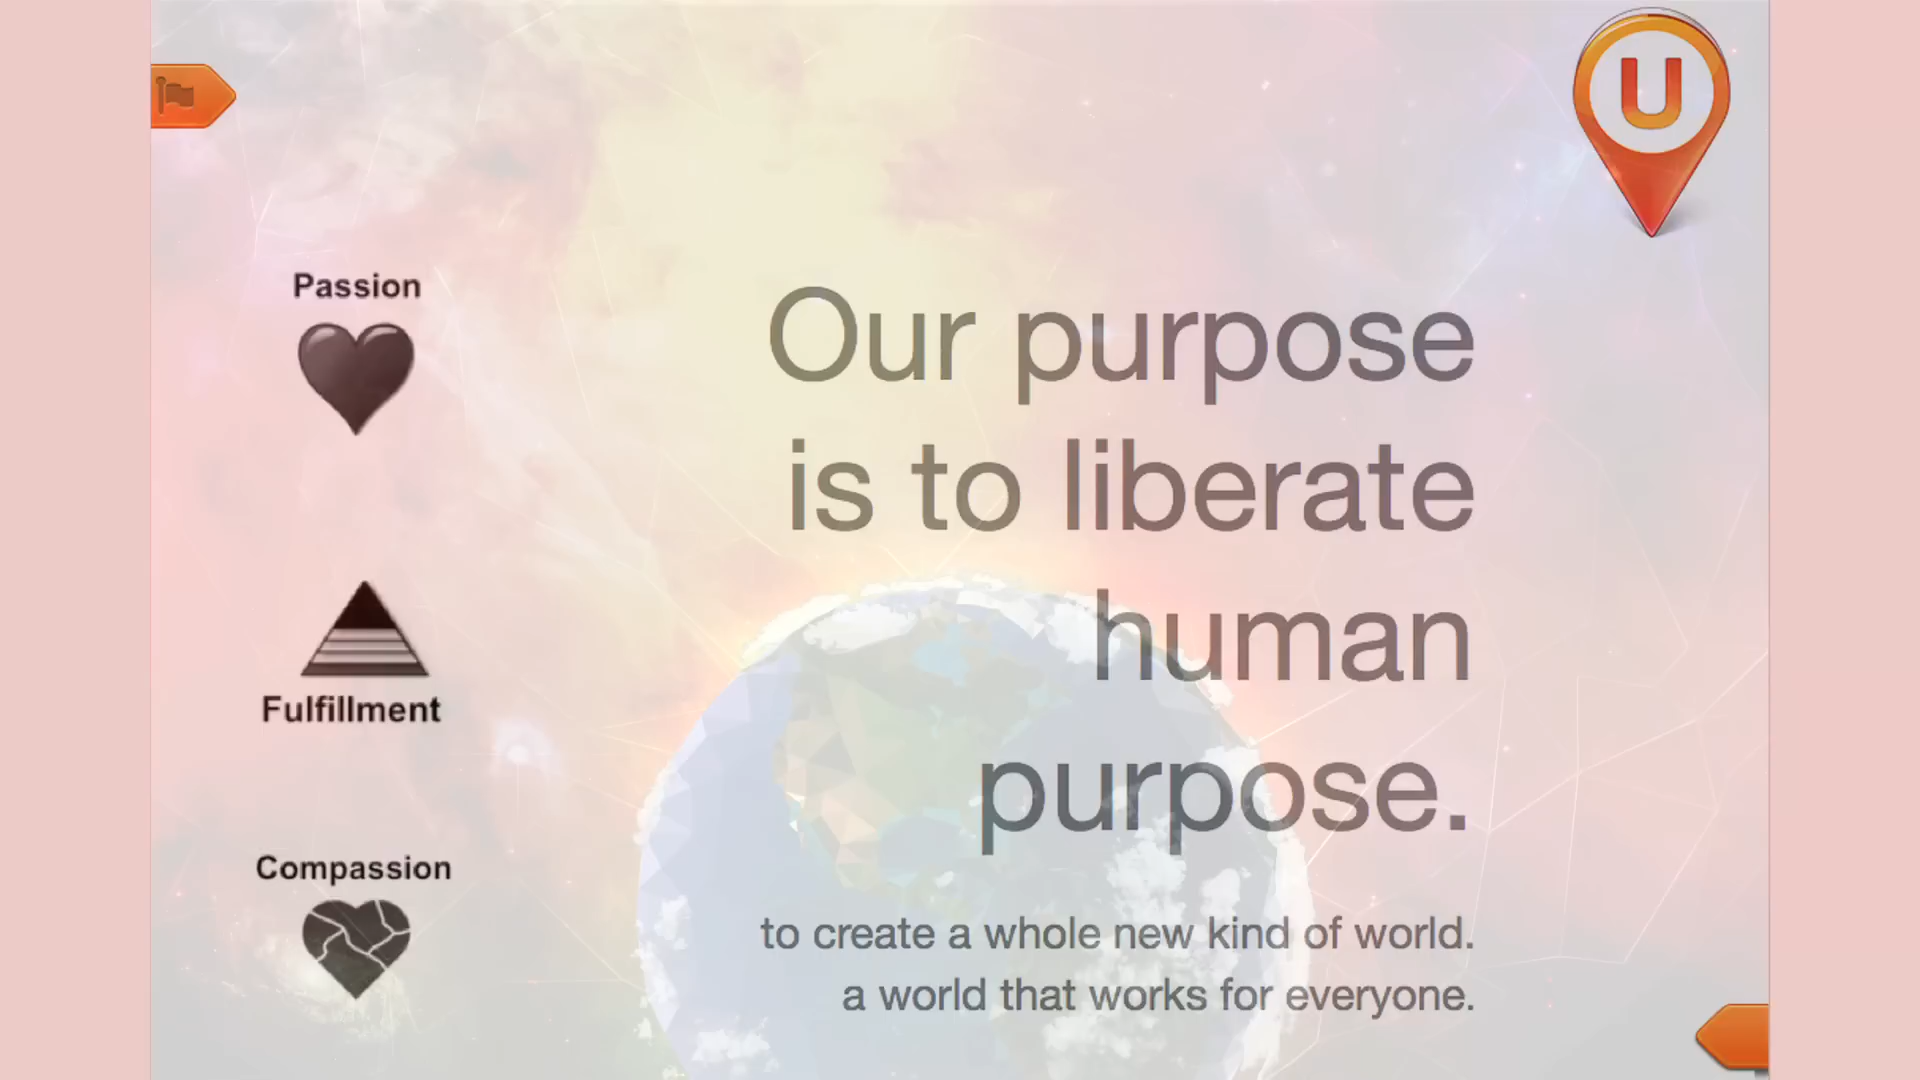 U
Passion
Our purpose
is to liberate
human
purpose.
Fulfillment
Compassion
to create a whole new kind of world.
a world that works for everyone.